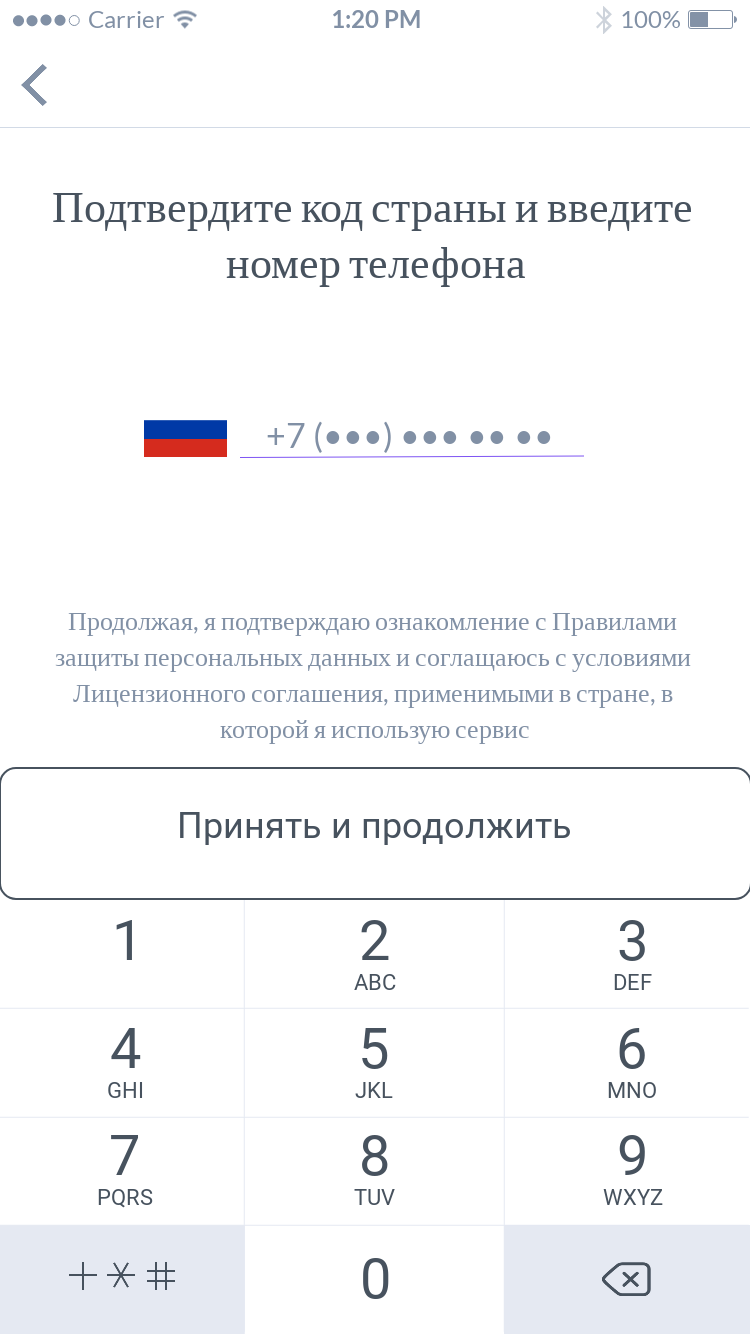 Carrier 1:20 PM 100%
Подтвердите код страны и введите
номер телефона
+7 (•••) ••• •• ••
Продолжая, я подтверждаю ознакомление с Правилами
защиты персональных данных и соглащаюсь с условиями
Лицензионного соглашения, применимыми в стране, в
которой я использую сервис
Принять и продолжить
1 2 3
ABC DEF
4 5 6
GHI JKL MNO
7 8 9
PQRS TUV WXYZ
+ * # 0